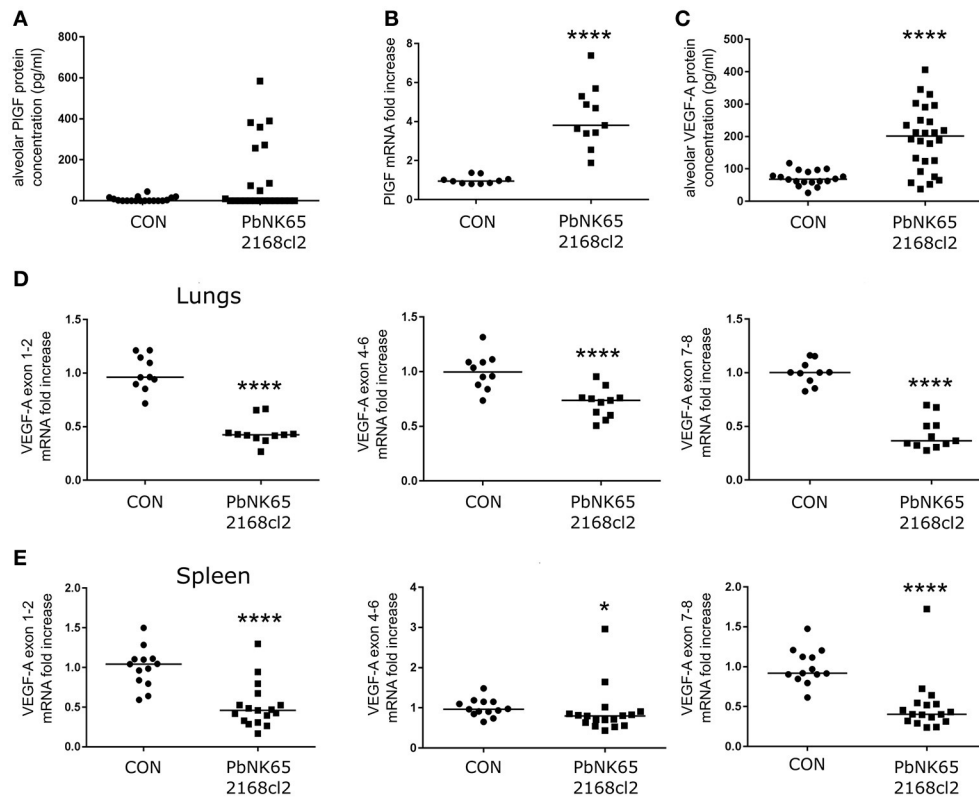 A
alveolar PlGF protein
concentration (pg/ml)
800
600
400
200
0
CON
PbNK65
2168cl2
B
PlGF mRNA fold increase
8
6
4
2
0
****
CON
PbNK65
2168cl2
C
alveolar VEGF-A protein
concentration (pg/ml)
500
400
300
200
100
0
****
CON
PbNK65
2168cl2
D
Lungs
VEGF-A exon 1-2
mRNA fold increase
1.5
1.0
0.5
0.0
****
CON
PbNK65
2168cl2
VEGF-A exon 4-6
mRNA fold increase
1.5
1.0
0.5
0.0
****
CON
PbNK65
2168cl2
VEGF-A exon 7-8
mRNA fold increase
1.5
1.0
0.5
0.0
****
CON
PbNK65
2168cl2
E
Spleen
VEGF-A exon 1-2
mRNA fold increase
2.0
1.5
1.0
0.5
0.0
****
CON
PbNK65
2168cl2
VEGF-A exon 4-6
mRNA fold increase
4
3
2
1
0
*
CON
PbNK65
2168cl2
VEGF-A exon 7-8
mRNA fold increase
2.0
1.5
1.0
0.5
0.0
****
CON
PbNK65
2168cl2